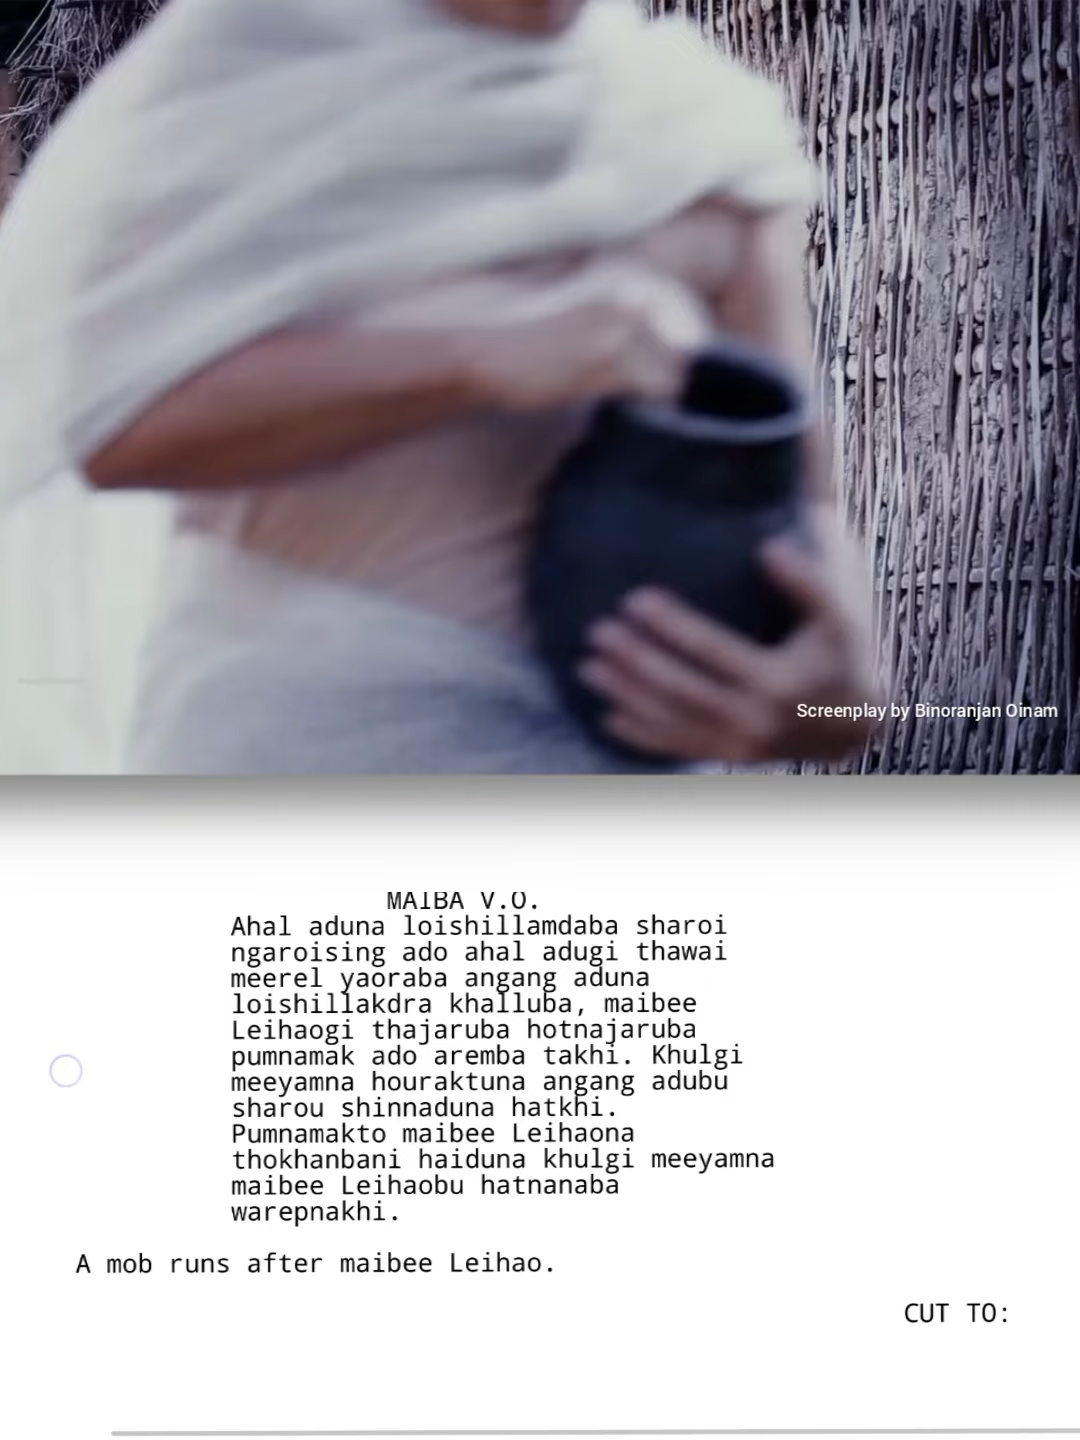 Screenplay by Binoranjan Oinam
MAIBA V.O.
Ahal aduna loishillamdaba sharoi
ngaroising ado ahal adugi thawai
meerel yaoraba angang aduna
loishillakdra khalluba, maibee
Leihaogi thajaruba hotnajaruba
pumnamak ado aremba takhi. Khulgi
meeyamna houraktuna angang adubu
sharou shinnaduna hatkhi.
Pumnamakto maibee Leihaona
thokhanbani haiduna khulgi meeyamna
maibee Leihaobu hatnanaba
warepnakhi.
A mob runs after maibee Leihao.
CUT TO: